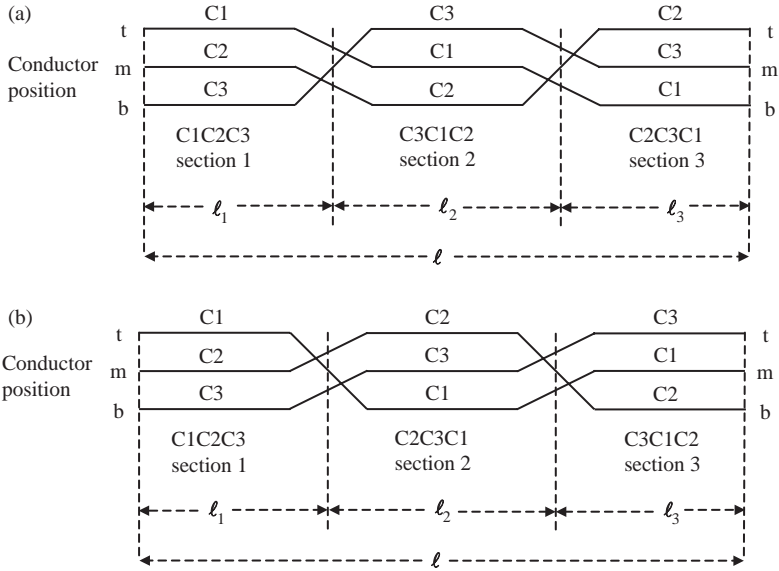 (a)
C1 C3 C2
t t
C2 C1 C3
Conductor position m m
C3 C2 C1
b b
C1C2C3 C3C1C2 C2C3C1
section 1 section 2 section 3
ℓ1 ℓ2 ℓ3
ℓ
(b)
C1 C2 C3
t t
C2 C3 C1
Conductor position m m
C3 C1 C2
b b
C1C2C3 C2C3C1 C3C1C2
section 1 section 2 section 3
ℓ1 ℓ2 ℓ3
ℓ